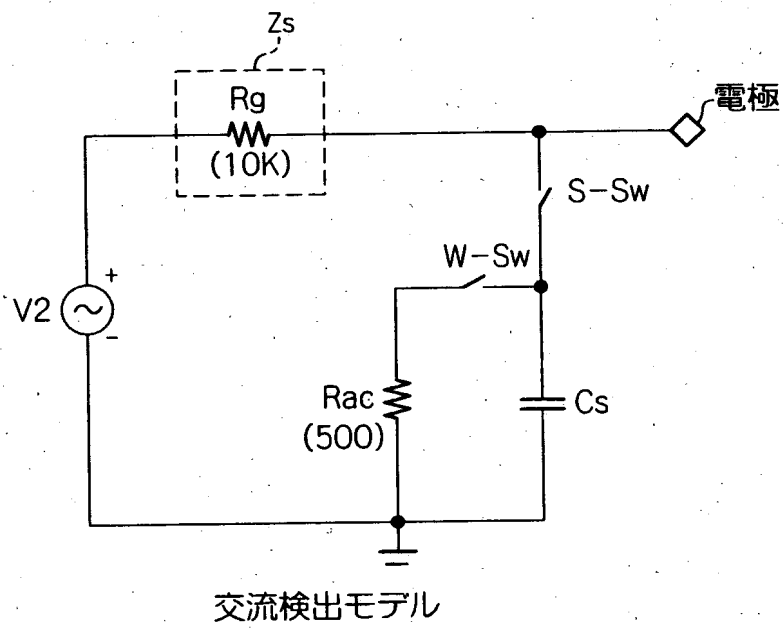 Zs
Rg
(10K)
電極
S-Sw
W-Sw
+
V2
-
Rac
(500)
Cs
交流検出モデル